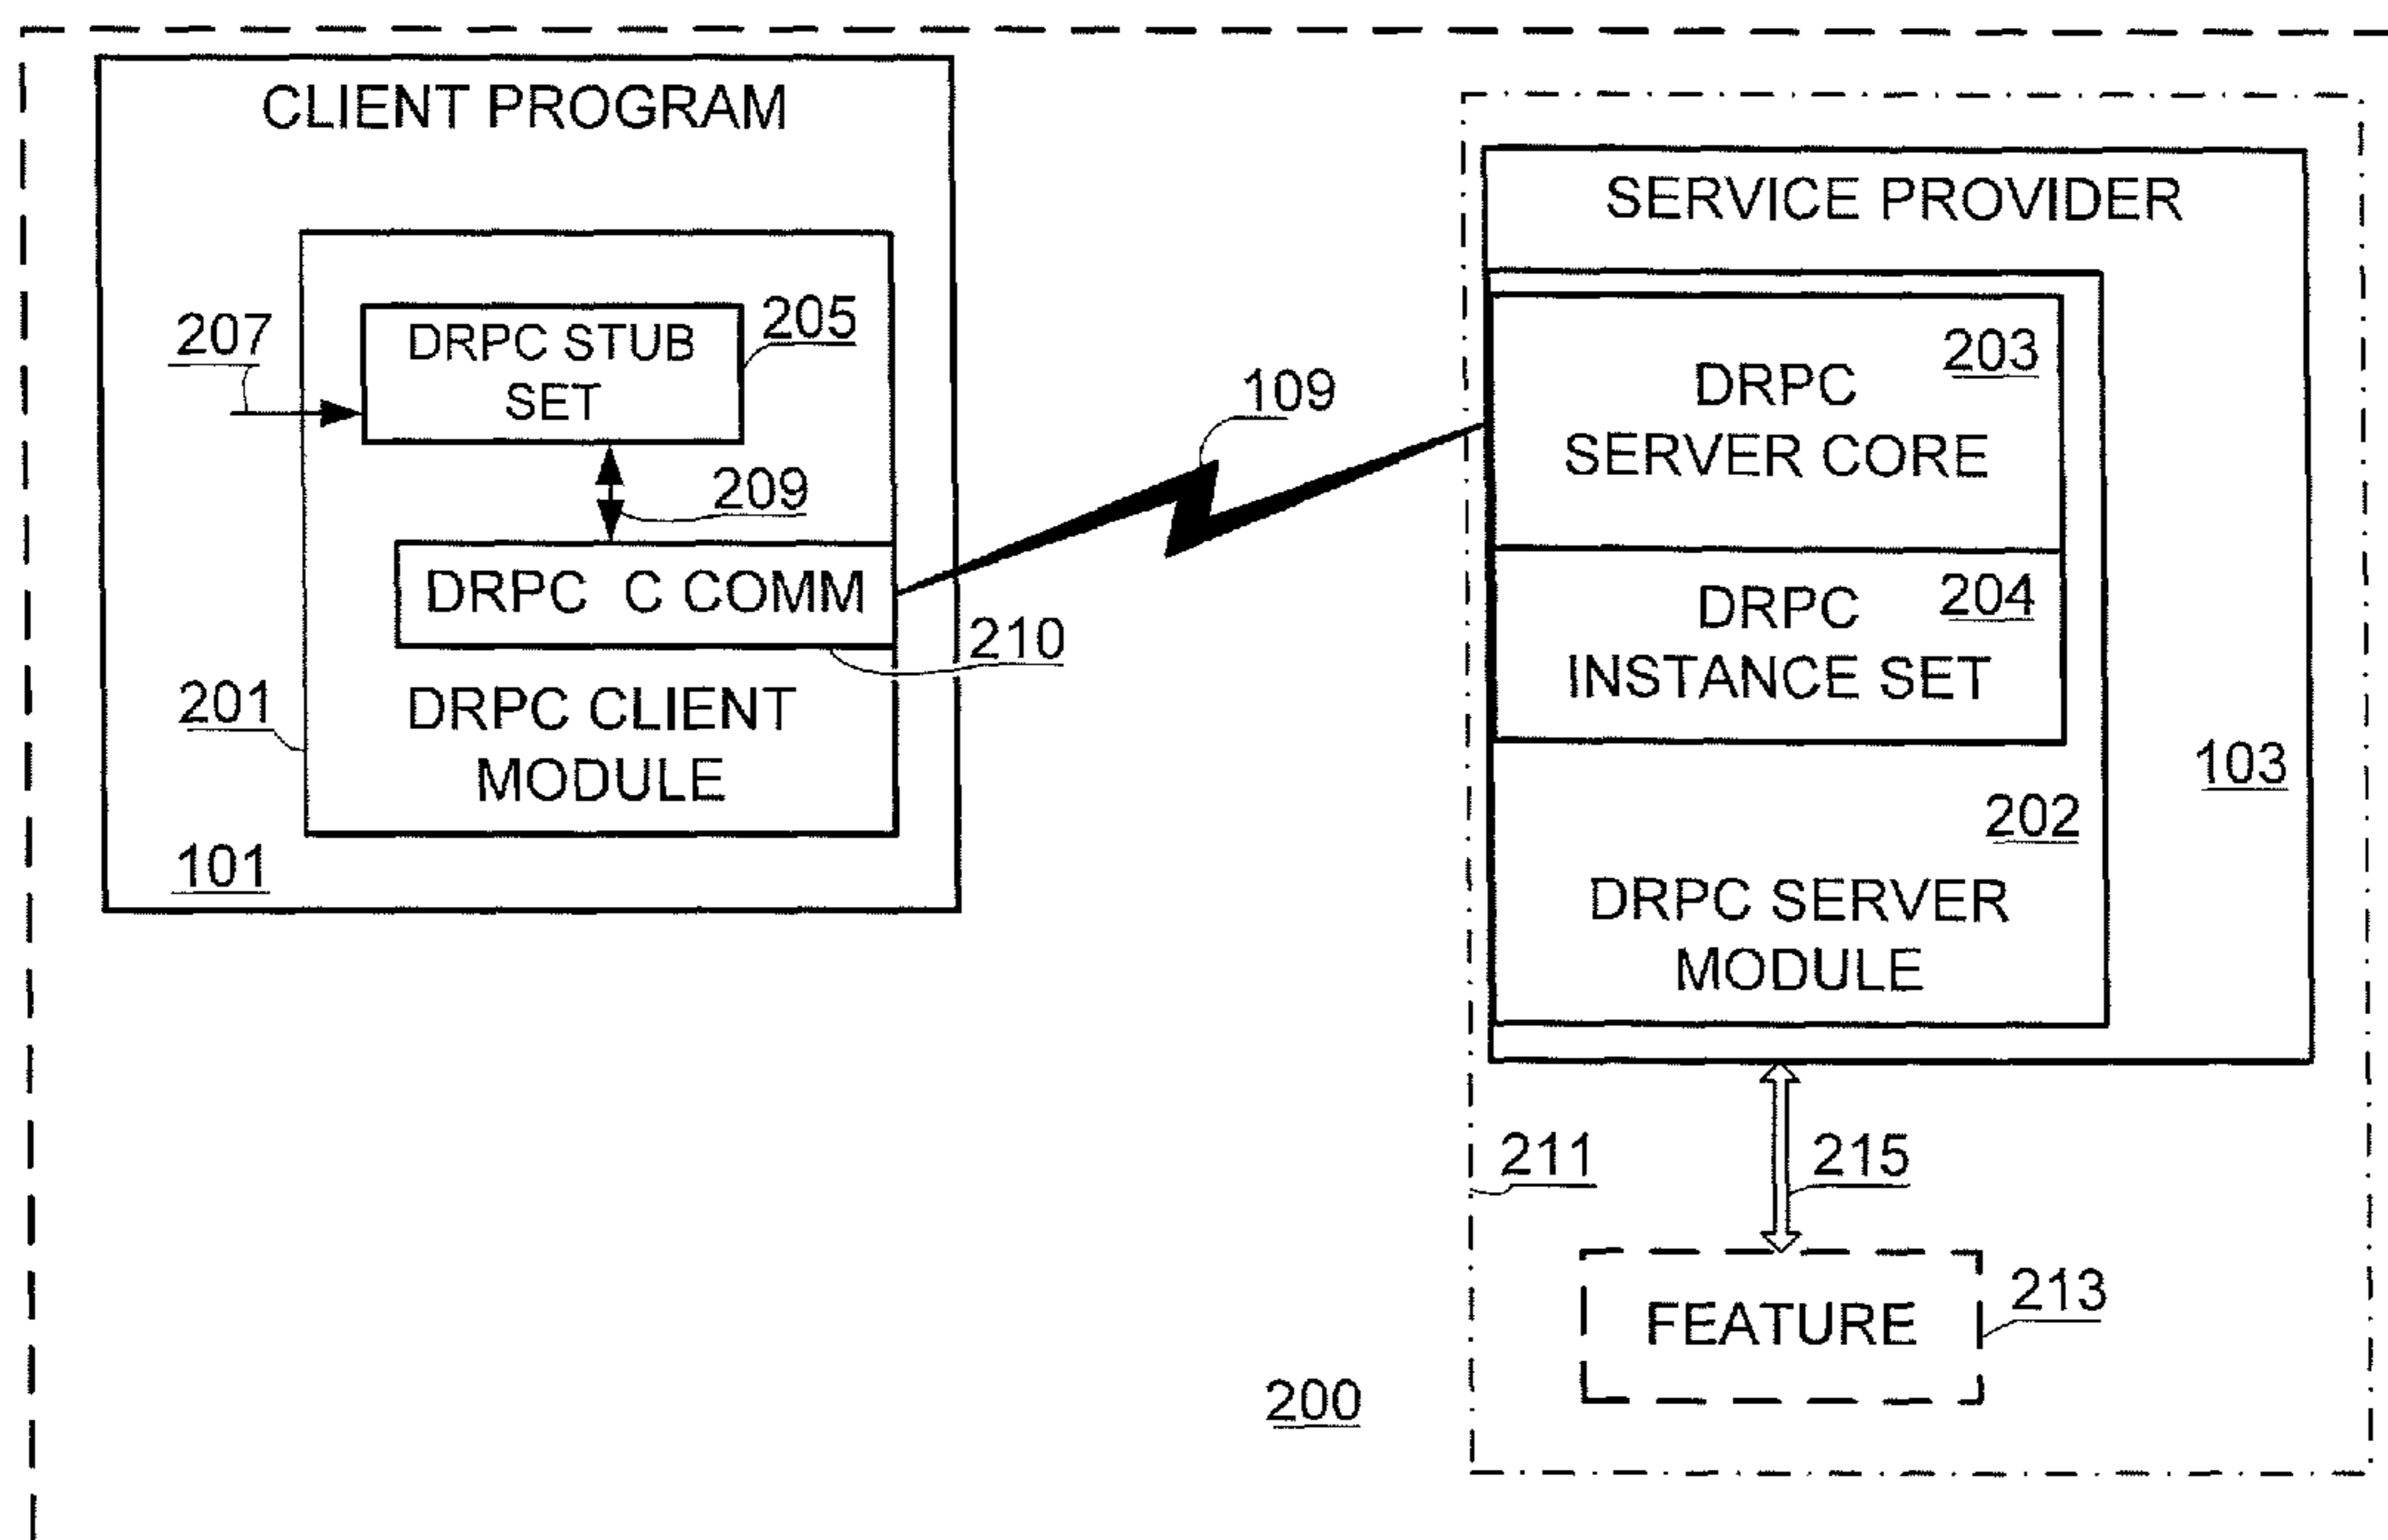 CLIENT PROGRAM
207
DRPC STUB
SET
205
209
DRPC C COMM
210
201
DRPC CLIENT
MODULE
101
109
SERVICE PROVIDER
203
DRPC
SERVER CORE
204
DRPC
INSTANCE SET
103
202
DRPC SERVER
MODULE
211
215
FEATURE
213
200